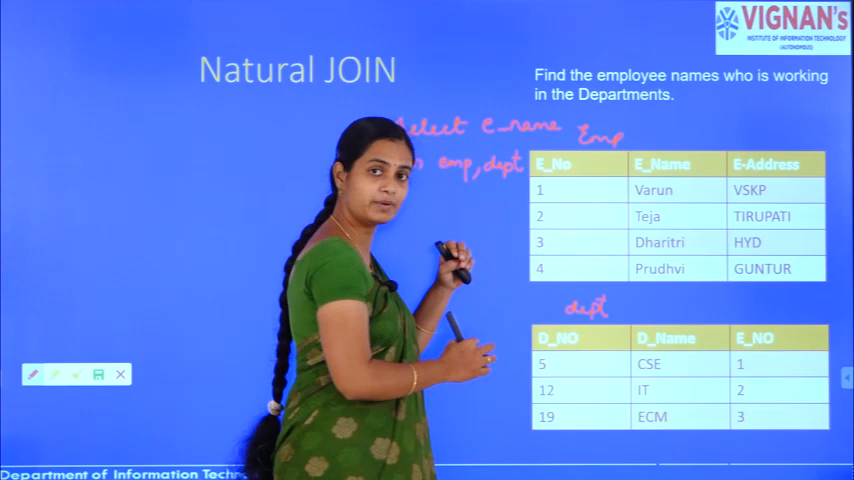 VIGNAN's
INSTITUTE OF INFORMATION TECHNOLOGY
(AUTONOMOUS)
Natural JOIN
Find the employee names who is working
in the Departments.
select e_name
emp, dept
Emp
E_No E_Name E-Address
1 Varun VSKP
2 Teja TIRUPATI
3 Dharitri HYD
4 Prudhvi GUNTUR
dept
D_NO D_Name E_NO
5 CSE 1
12 IT 2
19 ECM 3
Department of Information